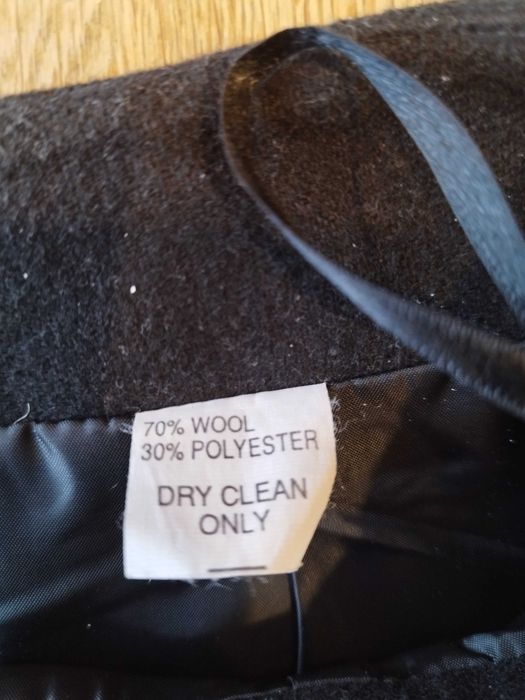 70% WOOL
30% POLYESTER
DRY CLEAN
ONLY